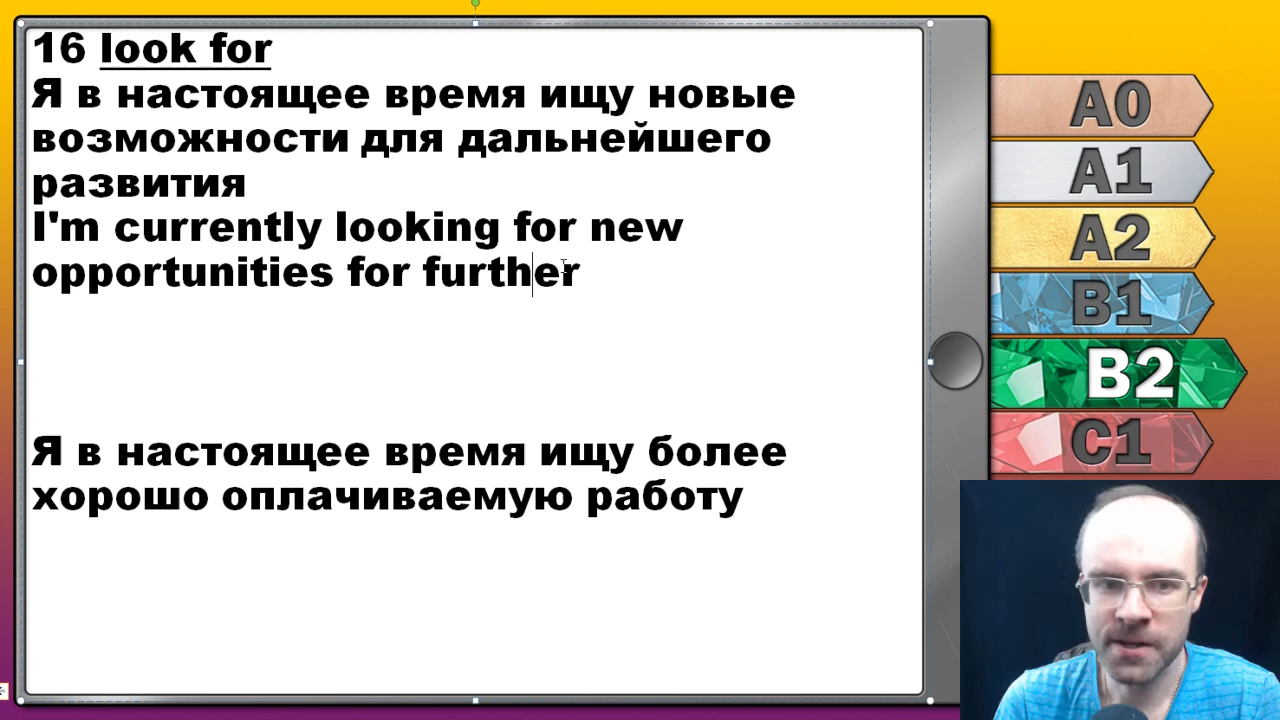 16 look for
Я в настоящее время ищу новые
возможности для дальнейшего
развития
I'm currently looking for new
opportunities for further
Я в настоящее время ищу более
хорошо оплачиваемую работу
A0
A1
A2
B1
B2
C1